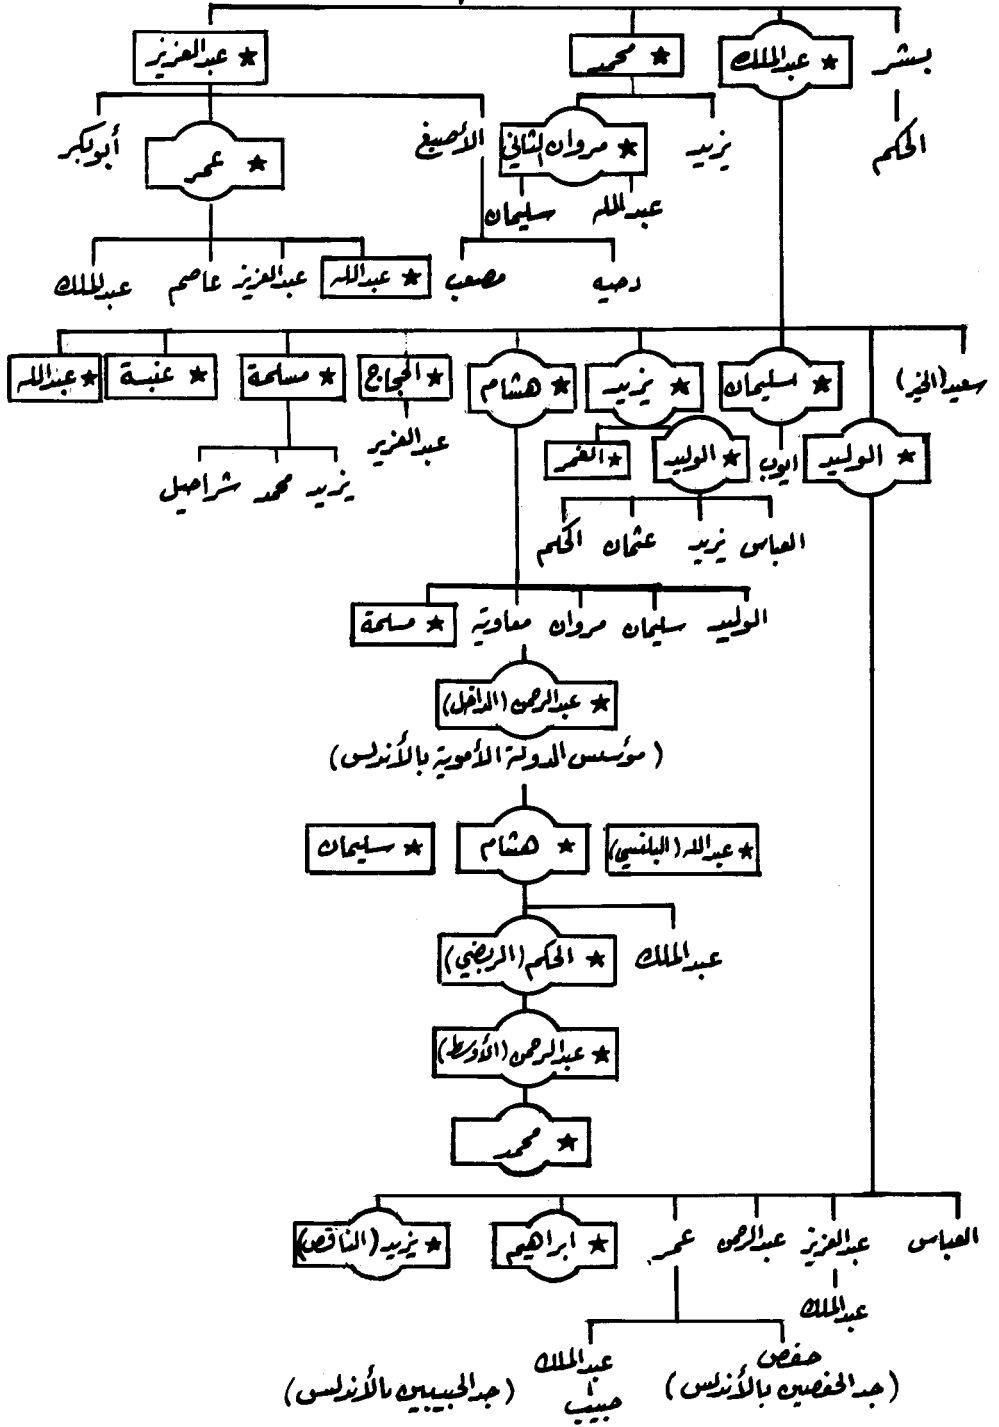 بشر
★ عبدالملك
★ محمد
★ عبدالعزيز
الحكم
يزيد
★ مروان الثاني
الأصبغ
★ عمر
أبوبكر
عبدالله
سليمان
دحيه
مصعب
★ عبدالله
عبدالعزيز
عاصم
عبدالملك
سعيد (الخير)
★ سليمان
★ يزيد
★ هشام
★ الحجاج
★ مسلمة
★ عنبسة
★ عبدالله
★ الوليد
ايوب
★ الوليد
★ الغمر
عبدالعزيز
يزيد
محمد
شراحيل
العباس
يزيد
عثمان
الحكم
الوليد
سليمان
مروان
معاوية
★ مسلمة
★ عبدالرحمن (الداخل)
(مؤسس الدولة الأموية بالأندلس)
★ عبدالله (البلنسي)
★ هشام
★ سليمان
عبدالملك
★ الحكم (الربضي)
★ عبدالرحمن (الأوسط)
★ محمد
العباس
عبدالعزيز
عبدالرحمن
عمر
★ ابراهيم
★ يزيد (الناقص)
عبدالملك
حفص
(جد الحفصيين بالأندلس)
عبدالملك
حبيب
(جد الحبيبيين بالأندلس)